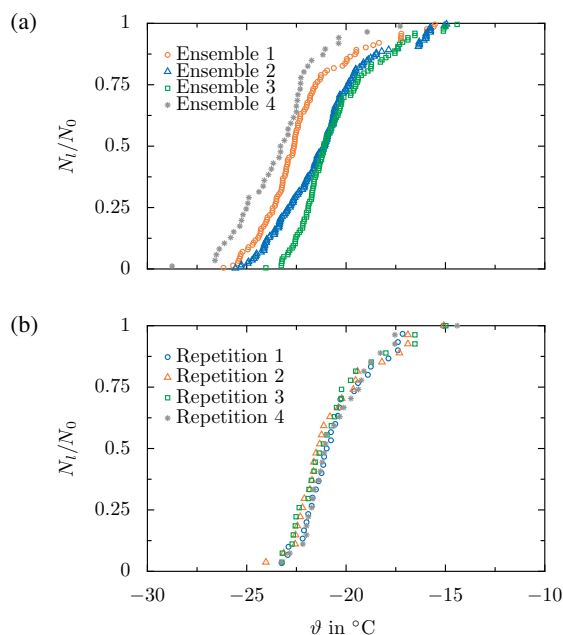 (a)
1
0.75
0.5
0.25
0
N_l/N_0
Ensemble 1
Ensemble 2
Ensemble 3
Ensemble 4
(b)
1
0.75
0.5
0.25
0
N_l/N_0
Repetition 1
Repetition 2
Repetition 3
Repetition 4
−30 −25 −20 −15 −10
ϑ in °C